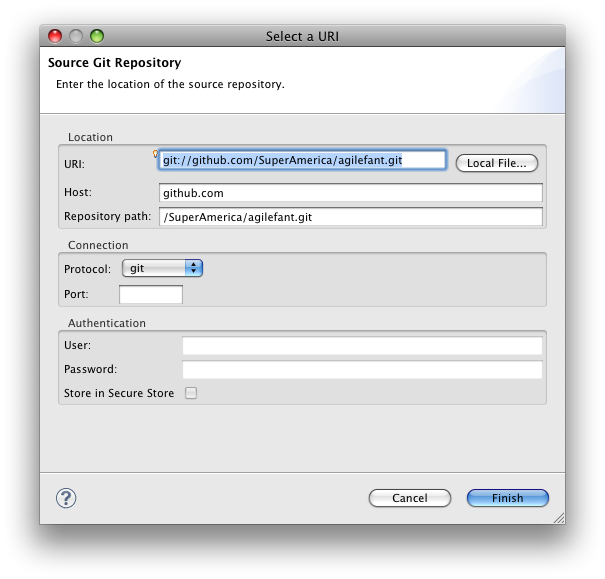 Select a URI
Source Git Repository
Enter the location of the source repository.
Location
URI: git://github.com/SuperAmerica/agilefant.git Local File...
Host: github.com
Repository path: /SuperAmerica/agilefant.git
Connection
Protocol: git
Port:
Authentication
User:
Password:
Store in Secure Store
? Cancel Finish